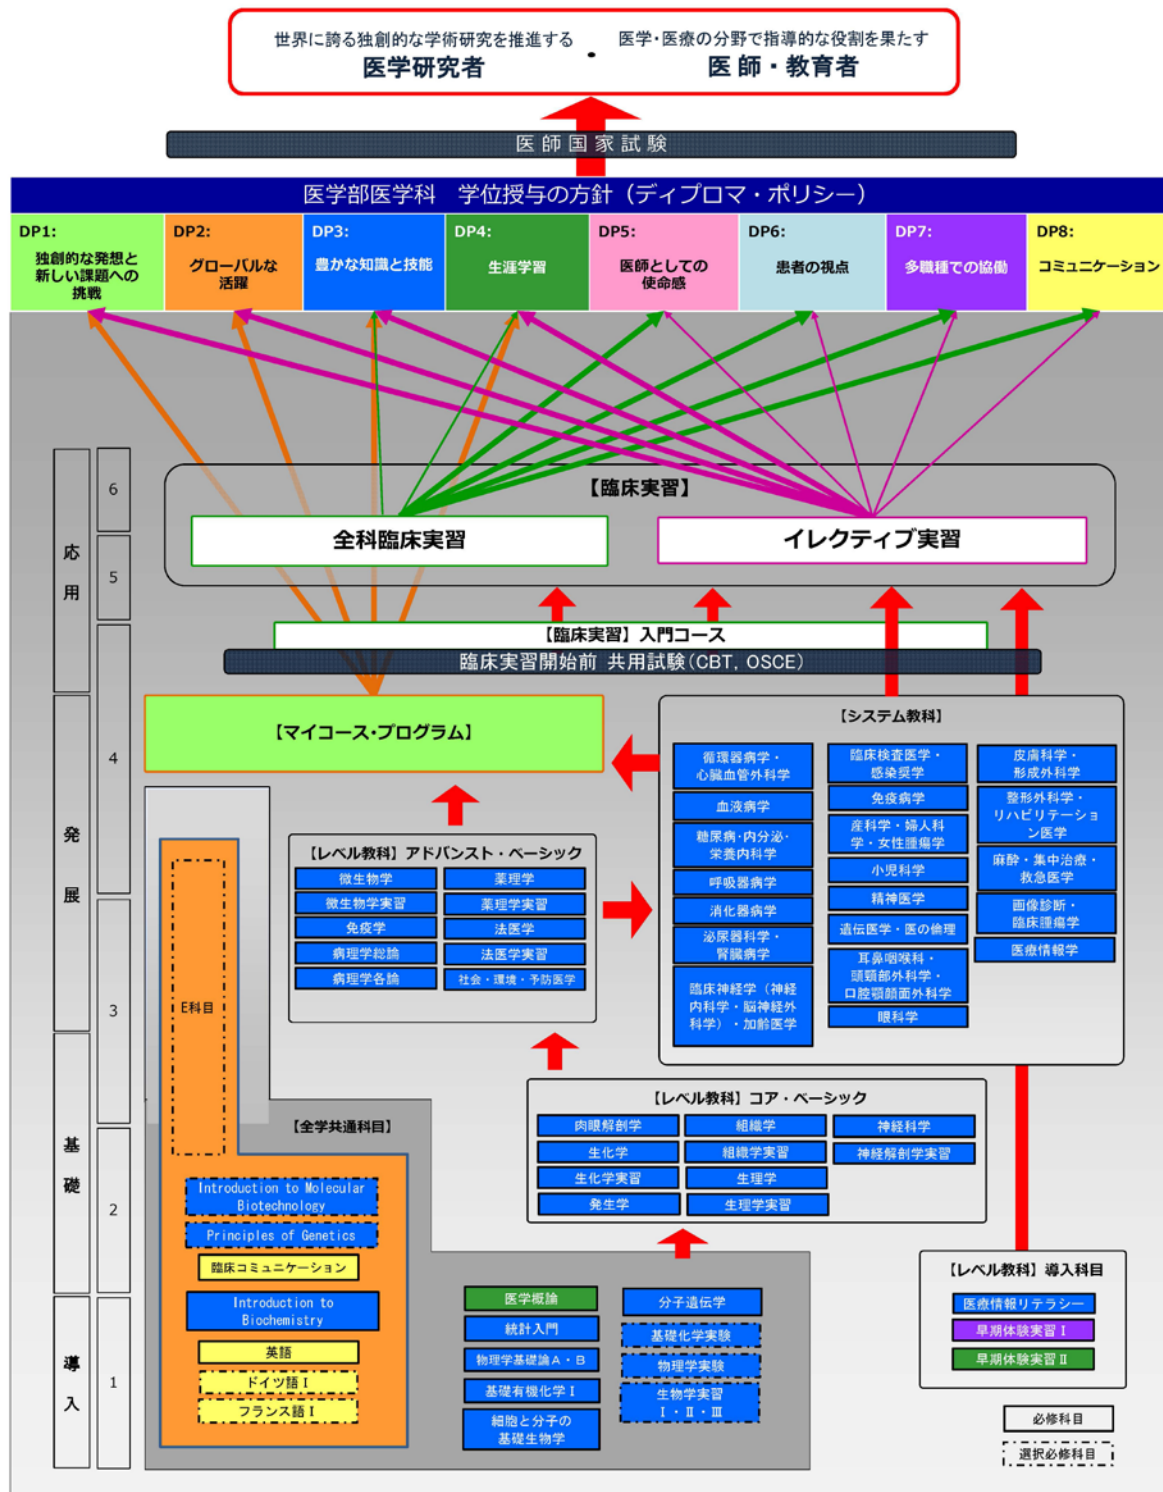 世界に誇る独創的な学術研究を推進する
医学研究者
・
医学・医療の分野で指導的な役割を果たす
医師・教育者
医師国家試験
医学部医学科　学位授与の方針（ディプロマ・ポリシー）
DP1:
独創的な発想と
新しい課題への
挑戦
DP2:
グローバルな
活躍
DP3:
豊かな知識と技能
DP4:
生涯学習
DP5:
医師としての
使命感
DP6:
患者の視点
DP7:
多職種での協働
DP8:
コミュニケーション
応用
発展
基礎
導入
6
5
4
3
2
1
【臨床実習】
全科臨床実習
イレクティブ実習
【臨床実習】入門コース
臨床実習開始前 共用試験(CBT, OSCE)
【マイコース・プログラム】
【システム教科】
循環器病学・
心臓血管外科学
血液病学
糖尿病・内分泌・
栄養内科学
呼吸器病学
消化器病学
泌尿器科学・
腎臓病学
臨床神経学（神経
内科学・脳神経外
科学）・加齢医学
臨床検査医学・
感染症学
免疫病学
産科学・婦人科
学・女性腫瘍学
小児科学
精神医学
遺伝医学・医の倫理
耳鼻咽喉科・
頭頸部外科学・
口腔顎顔面外科学
眼科学
皮膚科学・
形成外科学
整形外科学・
リハビリテーショ
ン医学
麻酔・集中治療・
救急医学
画像診断・
臨床腫瘍学
医療情報学
【レベル教科】アドバンスト・ベーシック
微生物学
微生物学実習
免疫学
病理学総論
病理学各論
薬理学
薬理学実習
法医学
法医学実習
社会・環境・予防医学
【レベル教科】コア・ベーシック
肉眼解剖学
生化学
生化学実習
発生学
組織学
組織学実習
生理学
生理学実習
神経科学
神経解剖学実習
E科目
【全学共通科目】
Introduction to Molecular
Biotechnology
Principles of Genetics
臨床コミュニケーション
Introduction to
Biochemistry
英語
ドイツ語Ⅰ
フランス語Ⅰ
医学概論
統計入門
物理学基礎論Ａ・Ｂ
基礎有機化学Ⅰ
細胞と分子の
基礎生物学
分子遺伝学
基礎化学実験
物理学実験
生物学実習
Ⅰ・Ⅱ・Ⅲ
【レベル教科】導入科目
医療情報リテラシー
早期体験実習Ⅰ
早期体験実習Ⅱ
必修科目
選択必修科目